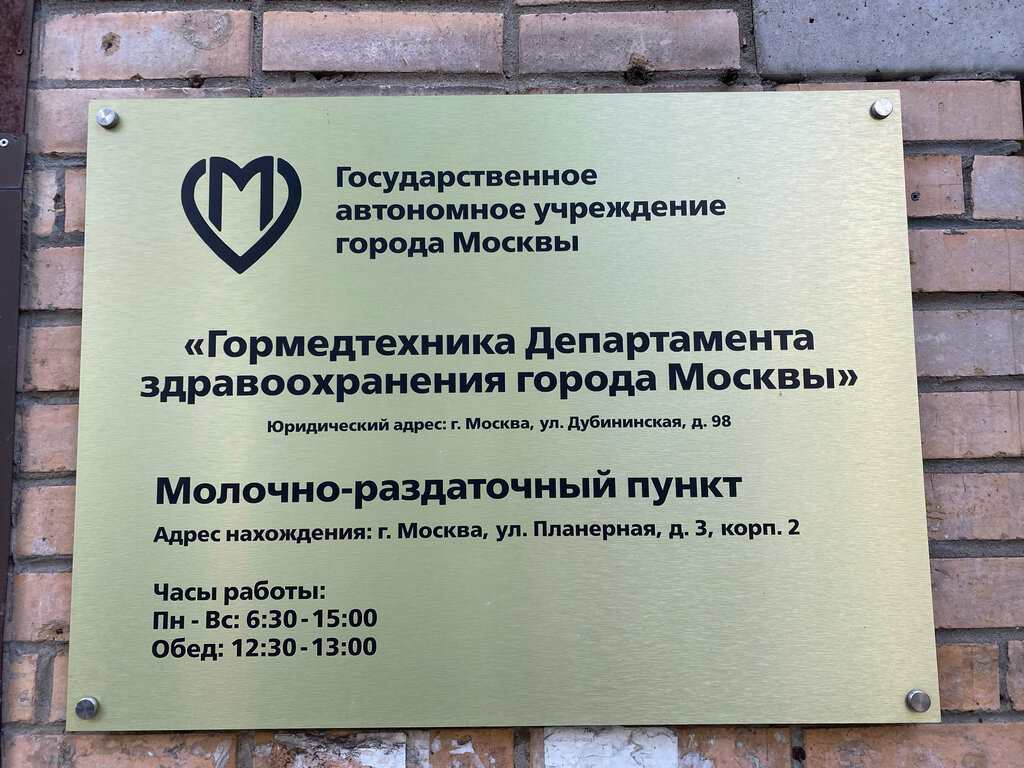 Государственное
автономное учреждение
города Москвы
«Гормедтехника Департамента
здравоохранения города Москвы»
Юридический адрес: г. Москва, ул. Дубининская, д. 98
Молочно-раздаточный пункт
Адрес нахождения: г. Москва, ул. Планерная, д. 3, корп. 2
Часы работы:
Пн - Вс: 6:30 - 15:00
Обед: 12:30 - 13:00